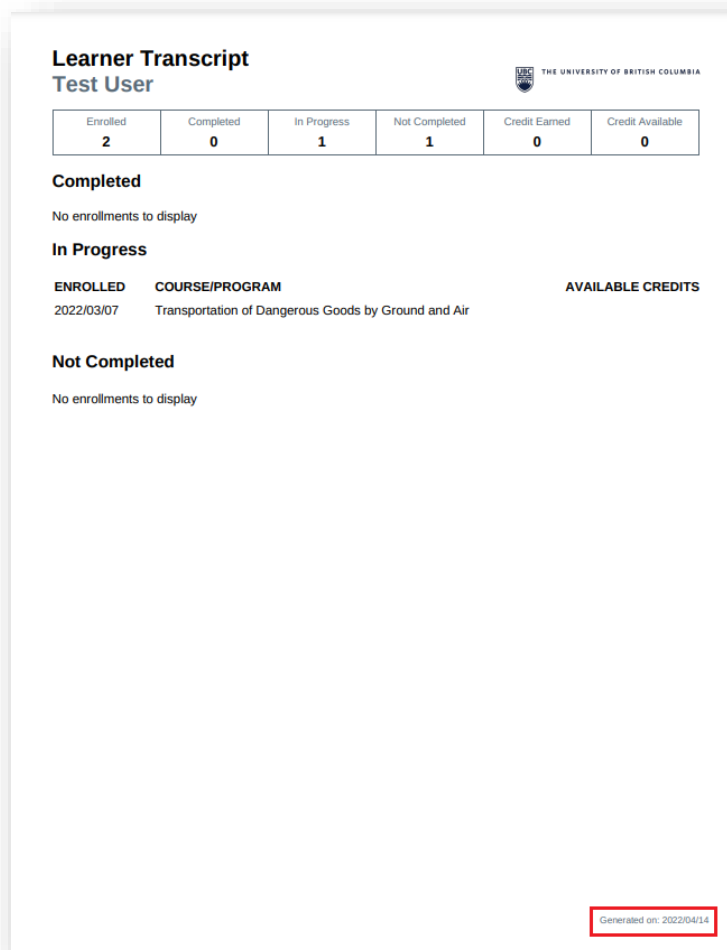 Learner Transcript
Test User
UBC THE UNIVERSITY OF BRITISH COLUMBIA
Enrolled Completed In Progress Not Completed Credit Earned Credit Available
2 0 1 1 0 0
Completed
No enrollments to display
In Progress
ENROLLED COURSE/PROGRAM AVAILABLE CREDITS
2022/03/07 Transportation of Dangerous Goods by Ground and Air
Not Completed
No enrollments to display
Generated on: 2022/04/14